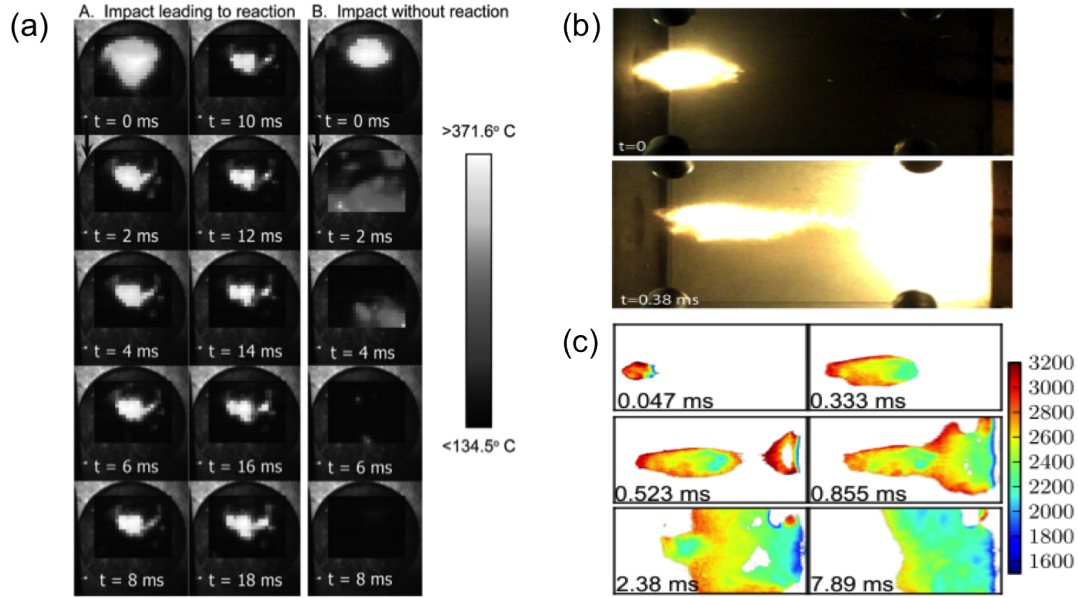 (a)
A. Impact leading to reaction
B. Impact without reaction
t = 0 ms
t = 10 ms
t = 0 ms
t = 2 ms
t = 12 ms
t = 2 ms
t = 4 ms
t = 14 ms
t = 4 ms
t = 6 ms
t = 16 ms
t = 6 ms
t = 8 ms
t = 18 ms
t = 8 ms
>371.6° C
<134.5° C
(b)
t=0
t=0.38 ms
(c)
0.047 ms
0.333 ms
0.523 ms
0.855 ms
2.38 ms
7.89 ms
3200
3000
2800
2600
2400
2200
2000
1800
1600